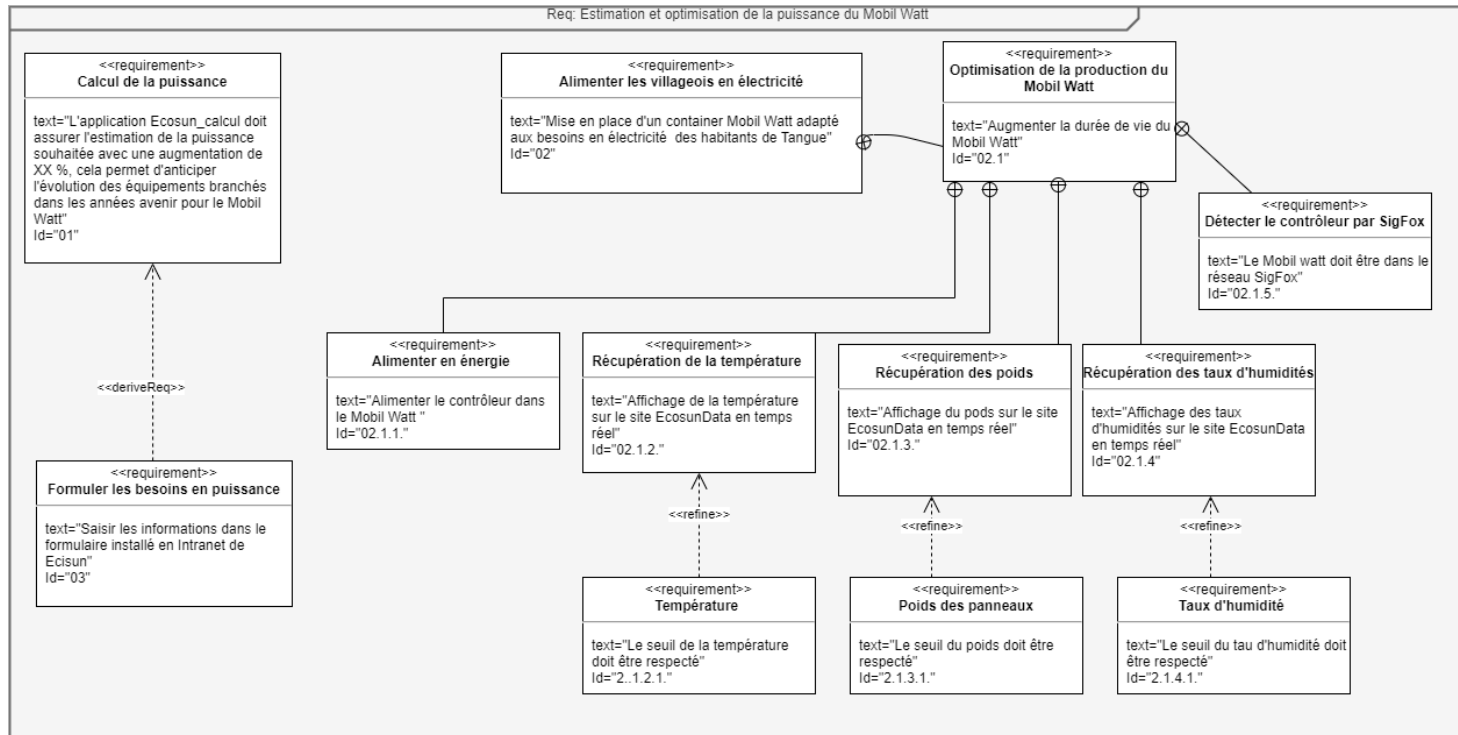 Req: Estimation et optimisation de la puissance du Mobil Watt
<<requirement>>
Calcul de la puissance
text="L'application Ecosun_calcul doit
assurer l'estimation de la puissance
souhaitée avec une augmentation de
XX %, cela permet d'anticiper
l'évolution des équipements branchés
dans les années avenir pour le Mobil
Watt"
Id="01"
<<requirement>>
Alimenter les villageois en électricité
text="Mise en place d'un container Mobil Watt adapté
aux besoins en électricité  des habitants de Tangue"
Id="02"
<<requirement>>
Optimisation de la production du
Mobil Watt
text="Augmenter la durée de vie du
Mobil Watt"
Id="02.1"
<<requirement>>
Détecter le contrôleur par SigFox
text="Le Mobil watt doit être dans le
réseau SigFox"
Id="02.1.5."
<<requirement>>
Alimenter en énergie
text="Alimenter le contrôleur dans
le Mobil Watt "
Id="02.1.1."
<<requirement>>
Récupération de la température
text="Affichage de la température
sur le site EcosunData en temps
réel"
Id="02.1.2."
<<requirement>>
Récupération des poids
text="Affichage du pods sur le site
EcosunData en temps réel"
Id="02.1.3."
<<requirement>>
Récupération des taux d'humidités
text="Affichage des taux
d'humidités sur le site EcosunData
en temps réel"
Id="02.1.4"
<<deriveReq>>
<<requirement>>
Formuler les besoins en puissance
text="Saisir les informations dans le
formulaire installé en Intranet de
Ecisun"
Id="03"
<<refine>>
<<refine>>
<<refine>>
<<requirement>>
Température
text="Le seuil de la température
doit être respecté"
Id="2..1.2.1."
<<requirement>>
Poids des panneaux
text="Le seuil du poids doit être
respecté"
Id="2.1.3.1."
<<requirement>>
Taux d'humidité
text="Le seuil du tau d'humidité doit
être respecté"
Id="2.1.4.1."